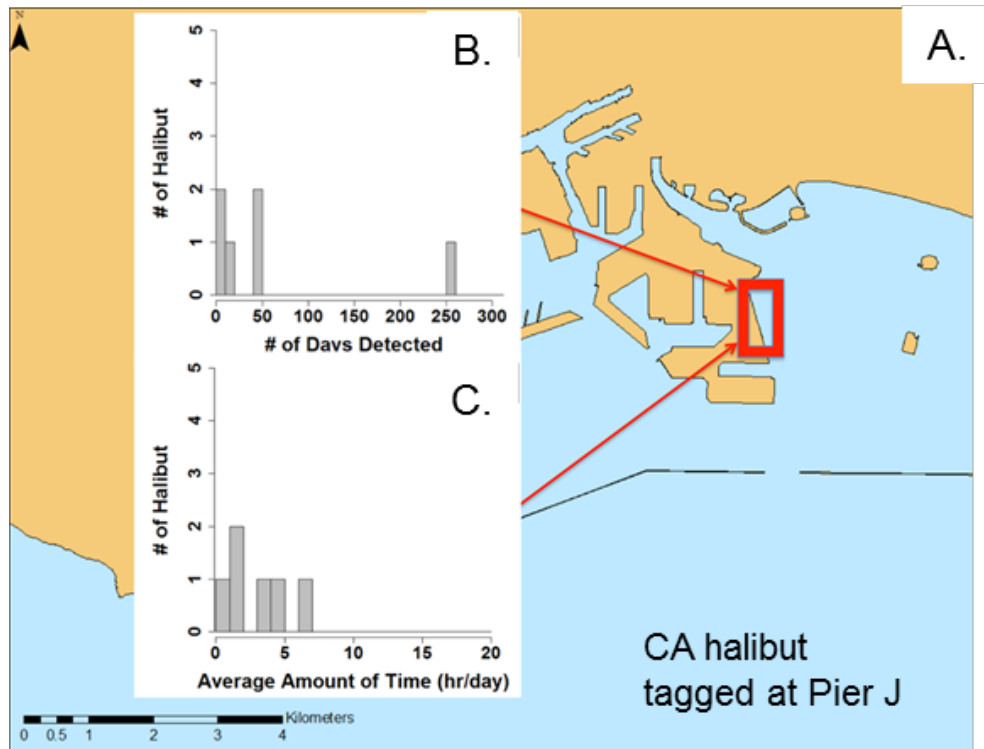 N
A.
B.
5
4
3
2
1
0
# of Halibut
0 50 100 150 200 250 300
# of Davs Detected
C.
5
4
3
2
1
0
# of Halibut
0 5 10 15 20
Average Amount of Time (hr/day)
CA halibut
tagged at Pier J
Kilometers
0 0.5 1 2 3 4